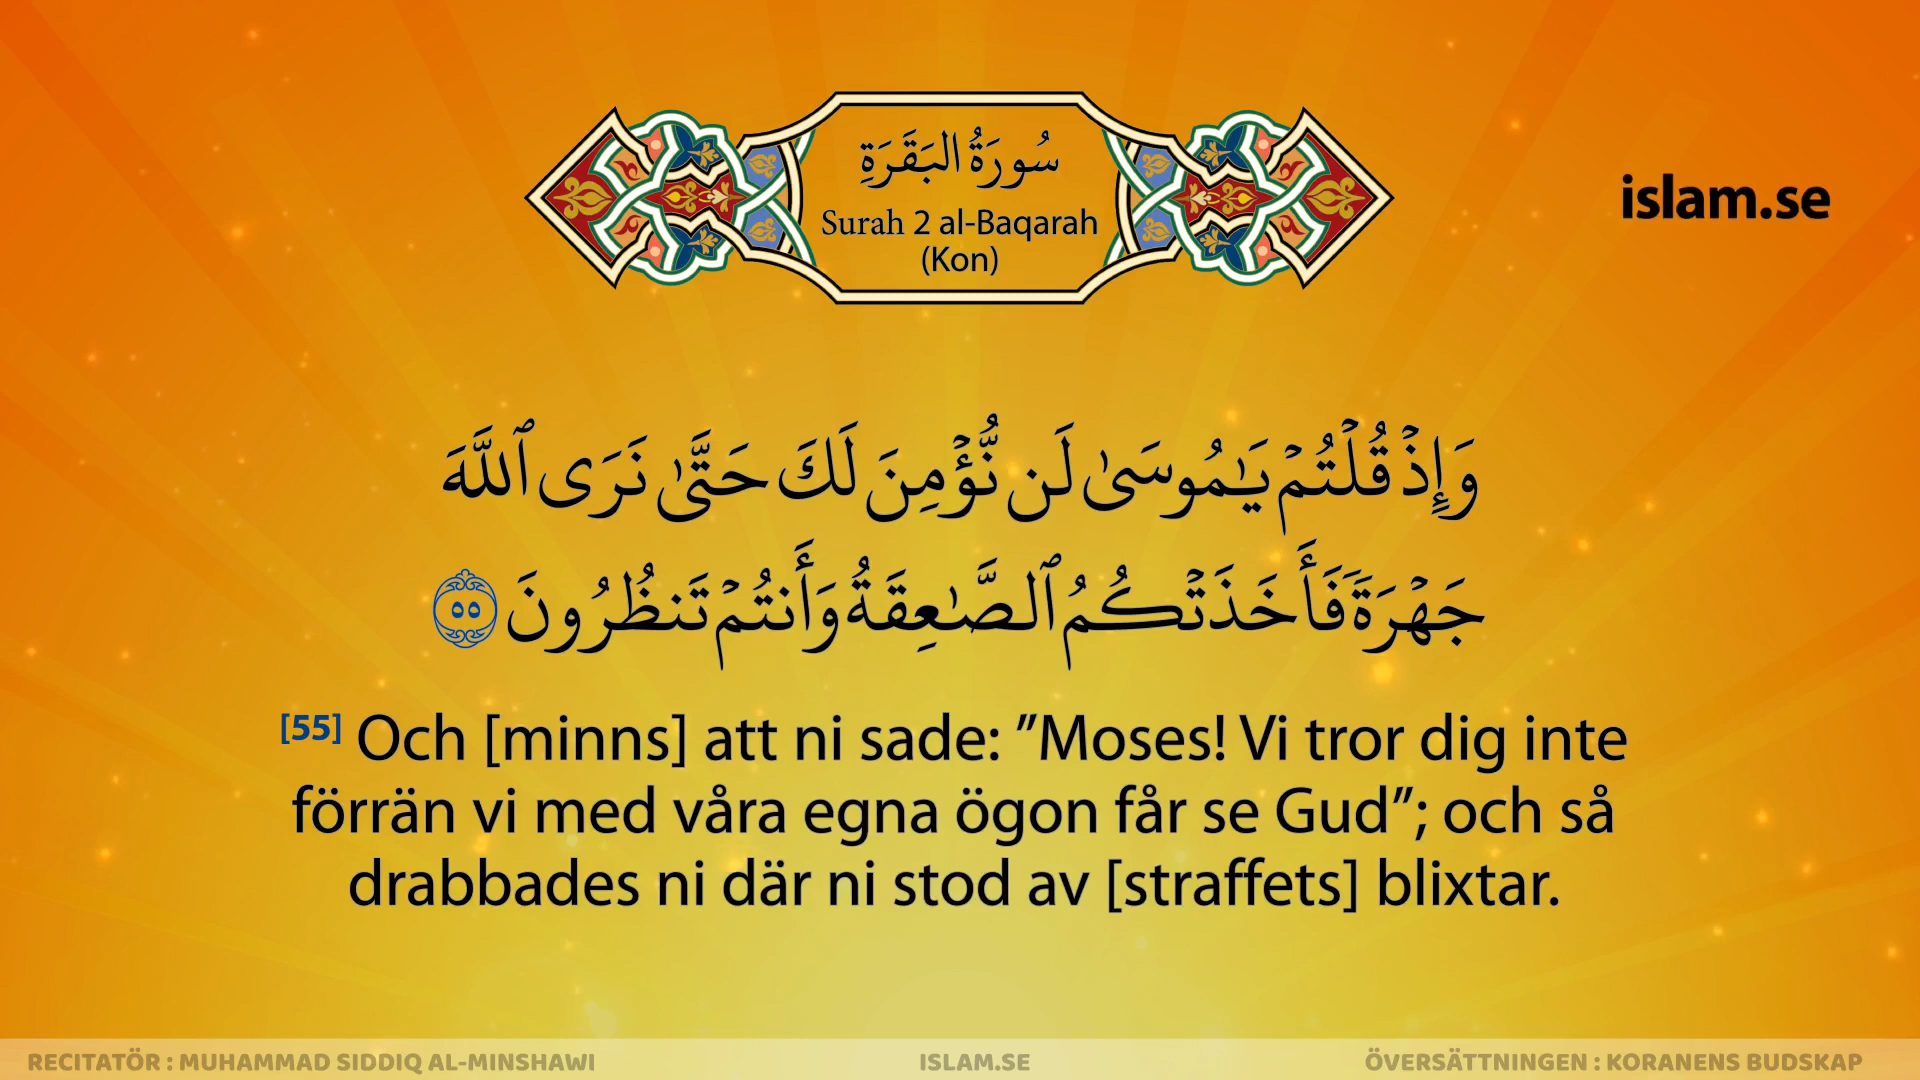 سُورَةُ البَقَرَةِ
Surah 2 al-Baqarah
(Kon)
islam.se
وَإِذۡ قُلۡتُمۡ يَٰمُوسَىٰ لَن نُّؤۡمِنَ لَكَ حَتَّىٰ نَرَى ٱللَّهَ
جَهۡرَةٗ فَأَخَذَتۡكُمُ ٱلصَّٰعِقَةُ وَأَنتُمۡ تَنظُرُونَ ٥٥
[55] Och [minns] att ni sade: ”Moses! Vi tror dig inte
förrän vi med våra egna ögon får se Gud”; och så
drabbades ni där ni stod av [straffets] blixtar.
RECITATÖR : MUHAMMAD SIDDIQ AL-MINSHAWI
ISLAM.SE
ÖVERSÄTTNINGEN : KORANENS BUDSKAP